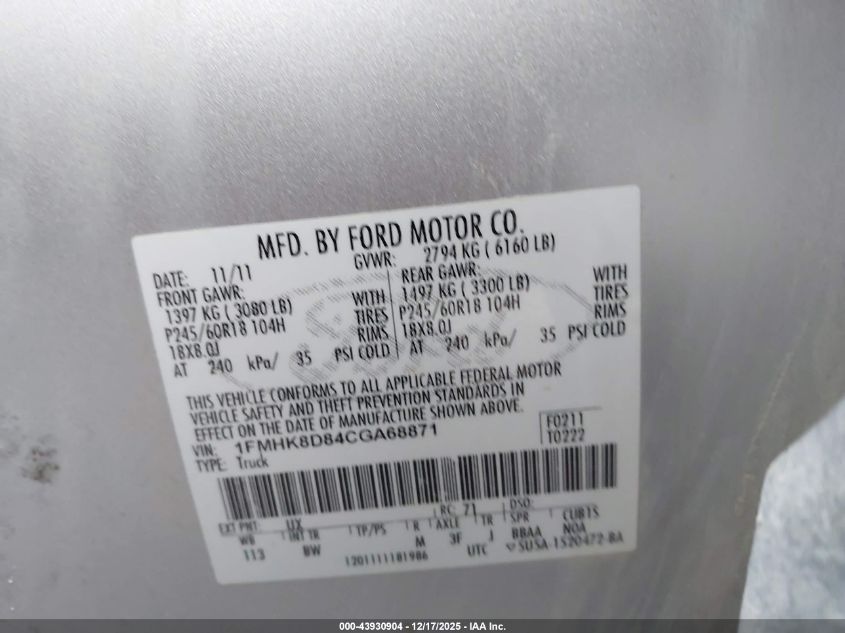 MFD. BY FORD MOTOR CO.
DATE: 11/11 GVWR: 2794 KG ( 6160 LB)
FRONT GAWR: REAR GAWR:
1397 KG ( 3080 LB) WITH 1497 KG ( 3300 LB) WITH
P245/60R18 104H TIRES P245/60R18 104H TIRES
18X8.0J RIMS 18X8.0J RIMS
AT 240 kPa/ 35 PSI COLD AT 240 kPa/ 35 PSI COLD
THIS VEHICLE CONFORMS TO ALL APPLICABLE FEDERAL MOTOR
VEHICLE SAFETY AND THEFT PREVENTION STANDARDS IN
EFFECT ON THE DATE OF MANUFACTURE SHOWN ABOVE.
VIN: 1FMHK8D84CGA68871 F0211
TYPE: Truck T0222
EXT PNT: UX RC: 71 DSO:
WB INT TR TP/PS R AXLE TR SPR CUBTS
113 BW M 3F J BBAA NOA
1201111181986 UTC SUSA 1520472-BA
000-43930904 | 12/17/2025 - IAA Inc.